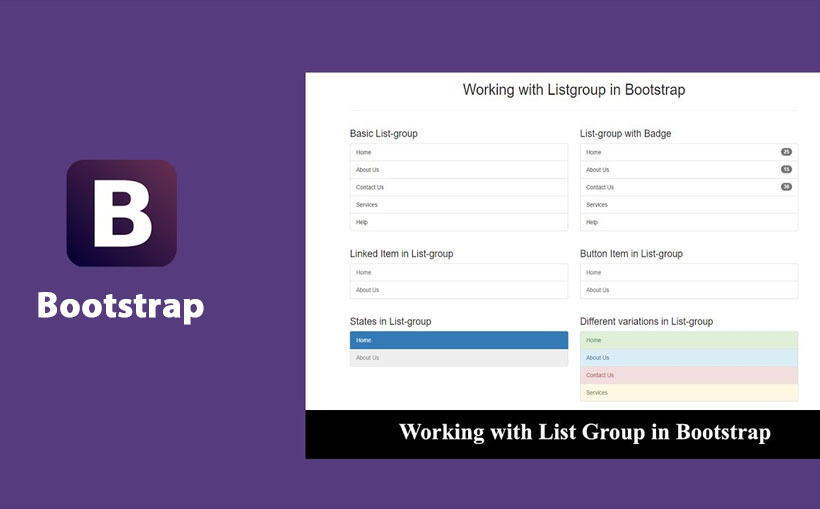 B
Bootstrap
Working with Listgroup in Bootstrap
Basic List-group
Home
About Us
Contact Us
Services
Help
List-group with Badge
Home 25
About Us 15
Contact Us 30
Services
Help
Linked Item in List-group
Home
About Us
Button Item in List-group
Home
About Us
States in List-group
Home
About Us
Different variations in List-group
Home
About Us
Contact Us
Services
Working with List Group in Bootstrap